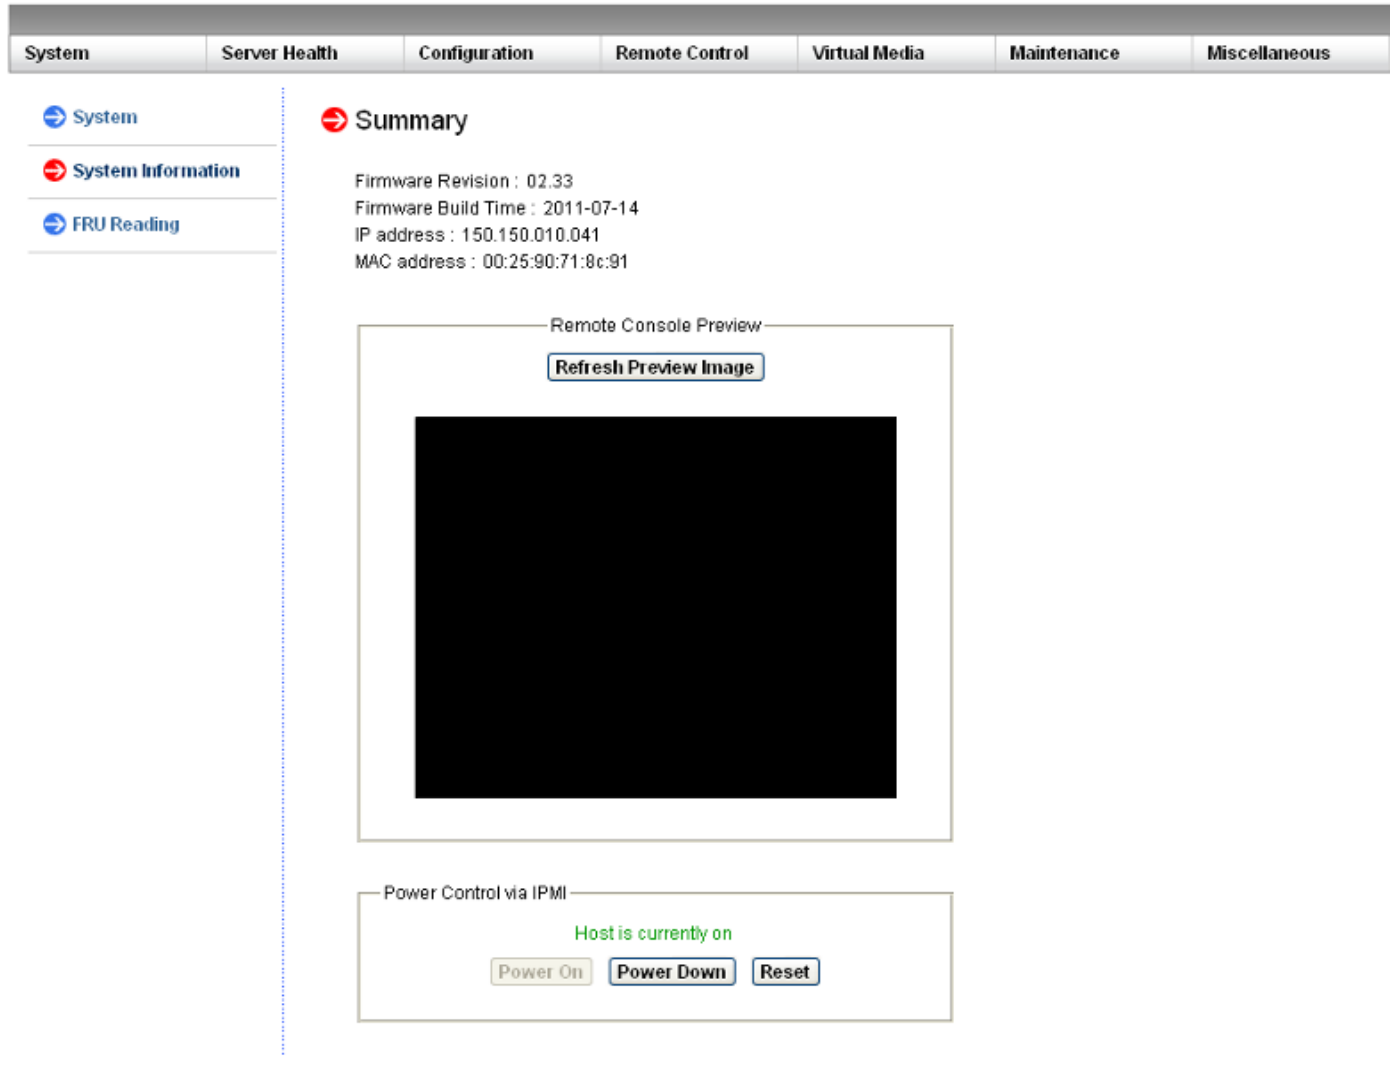 System Server Health Configuration Remote Control Virtual Media Maintenance Miscellaneous
System
System Information
FRU Reading
Summary
Firmware Revision : 02.33
Firmware Build Time : 2011-07-14
IP address : 150.150.010.041
MAC address : 00:25:90:71:8c:91
Remote Console Preview
Refresh Preview Image
Power Control via IPMI
Host is currently on
Power On Power Down Reset